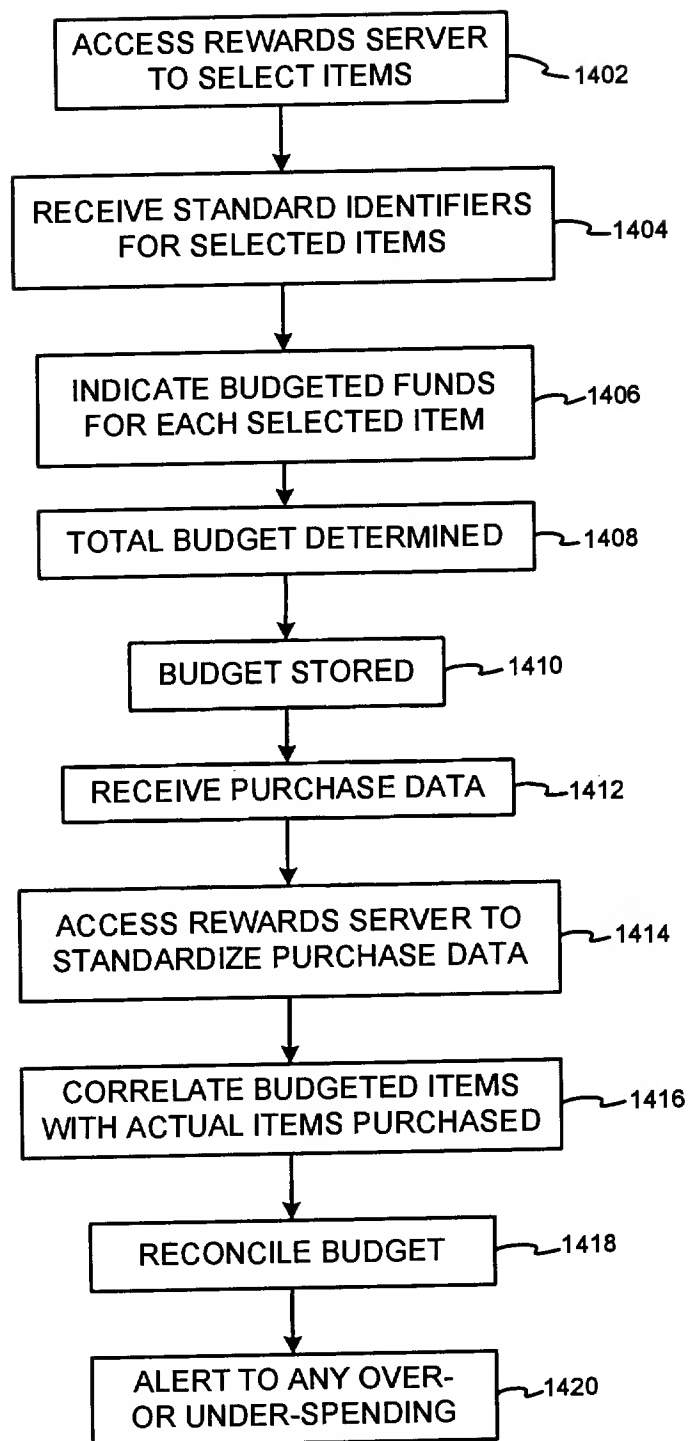 ACCESS REWARDS SERVER
TO SELECT ITEMS
1402
RECEIVE STANDARD IDENTIFIERS
FOR SELECTED ITEMS
1404
INDICATE BUDGETED FUNDS
FOR EACH SELECTED ITEM
1406
TOTAL BUDGET DETERMINED
1408
BUDGET STORED
1410
RECEIVE PURCHASE DATA
1412
ACCESS REWARDS SERVER TO
STANDARDIZE PURCHASE DATA
1414
CORRELATE BUDGETED ITEMS
WITH ACTUAL ITEMS PURCHASED
1416
RECONCILE BUDGET
1418
ALERT TO ANY OVER-
OR UNDER-SPENDING
1420